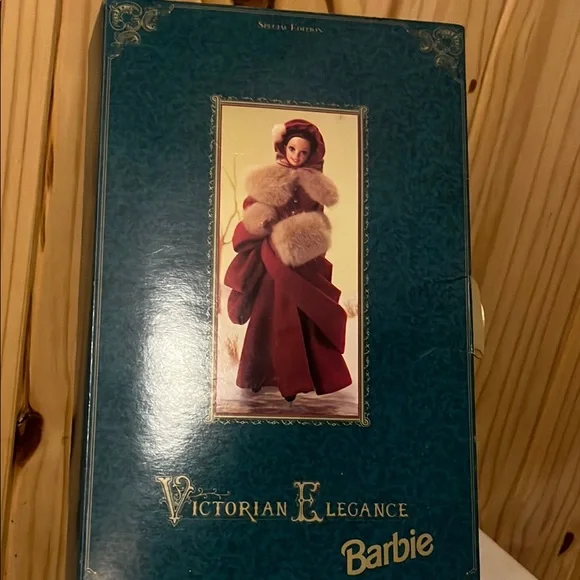 Special Edition
Victorian Elegance
Barbie